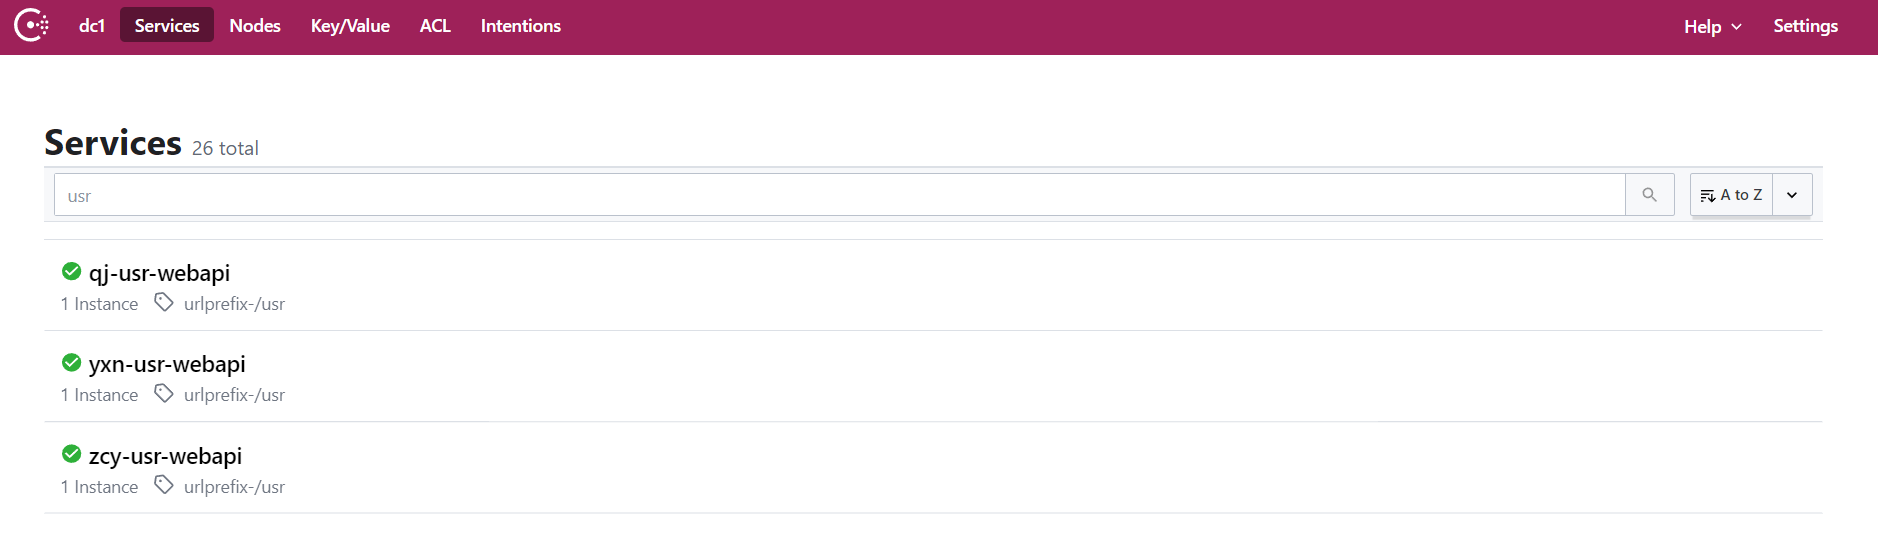 dc1 Services Nodes Key/Value ACL Intentions Help Settings
Services 26 total
usr A to Z
qj-usr-webapi
1 Instance urlprefix-/usr
yxn-usr-webapi
1 Instance urlprefix-/usr
zcy-usr-webapi
1 Instance urlprefix-/usr